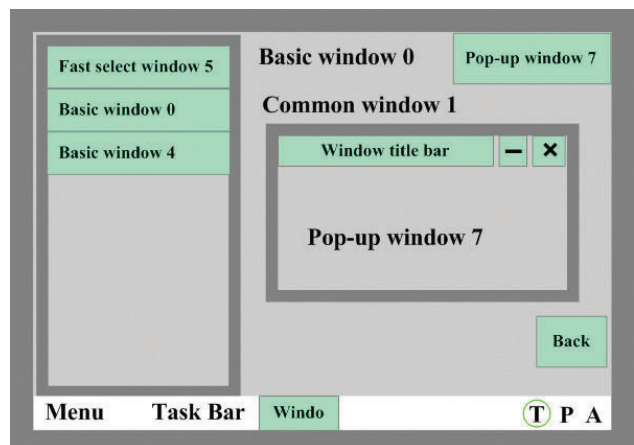 Fast select window 5
Basic window 0
Basic window 4
Basic window 0
Pop-up window 7
Common window 1
Window title bar
Pop-up window 7
Back
Menu
Task Bar
Windo
T P A